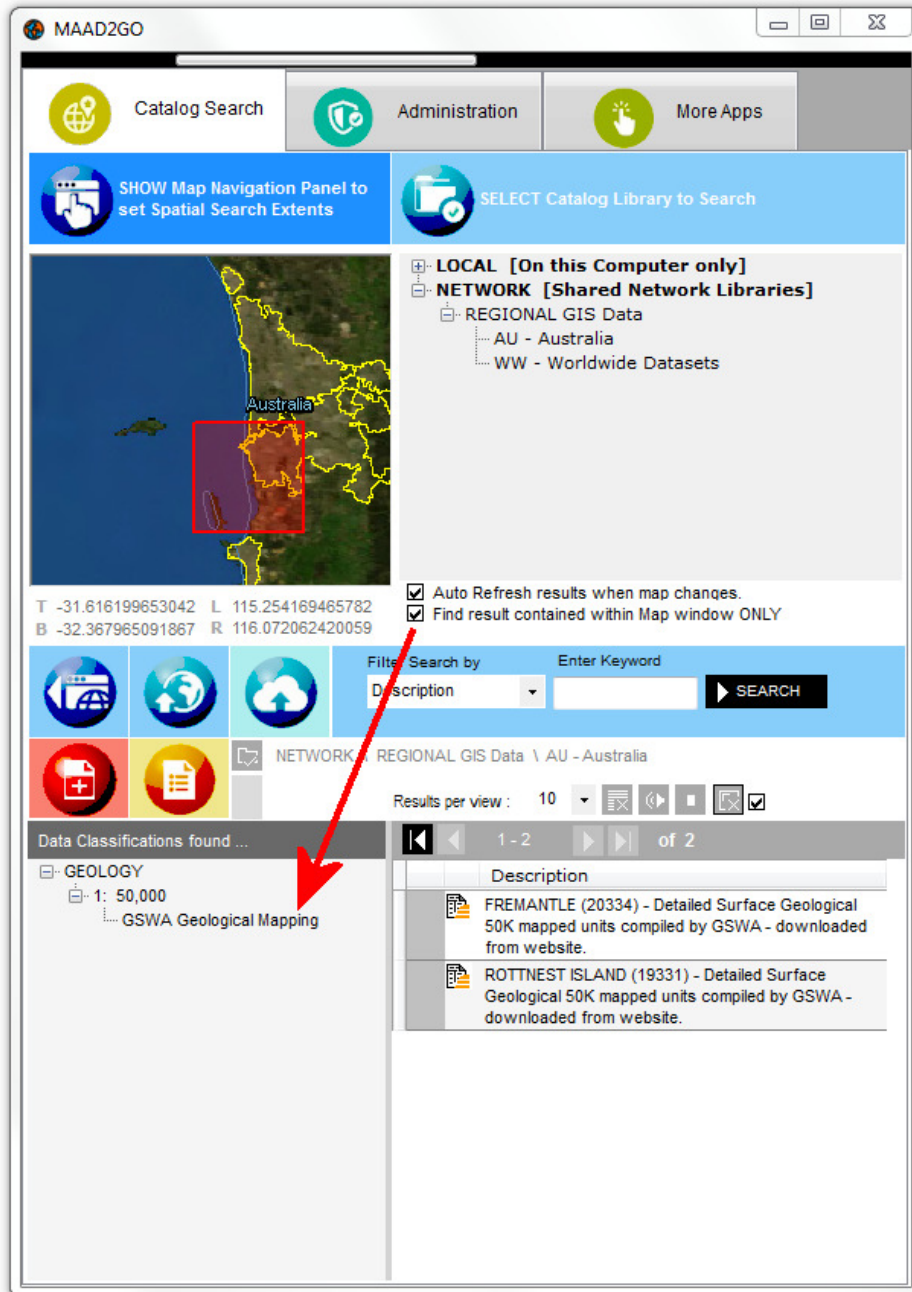 MAAD2GO
Catalog Search
Administration
More Apps
SHOW Map Navigation Panel to
set Spatial Search Extents
SELECT Catalog Library to Search
Australia
LOCAL [On this Computer only]
NETWORK [Shared Network Libraries]
REGIONAL GIS Data
AU - Australia
WW - Worldwide Datasets
T -31.616199653042 L 115.254169465782
B -32.367965091867 R 116.072062420059
Auto Refresh results when map changes.
Find result contained within Map window ONLY
Filter Search by
Enter Keyword
Description
SEARCH
NETWORK \ REGIONAL GIS Data \ AU - Australia
Results per view : 10
Data Classifications found ...
1 - 2
of 2
GEOLOGY
1: 50,000
GSWA Geological Mapping
Description
FREMANTLE (20334) - Detailed Surface Geological
50K mapped units compiled by GSWA - downloaded
from website.
ROTTNEST ISLAND (19331) - Detailed Surface
Geological 50K mapped units compiled by GSWA -
downloaded from website.